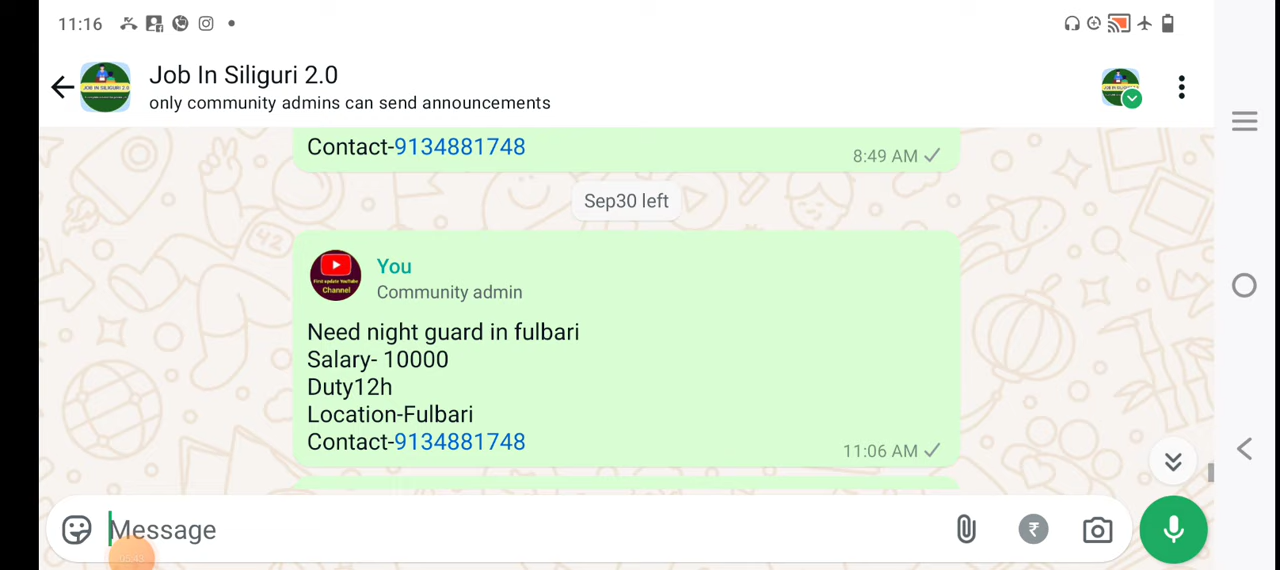 11:16
Job In Siliguri 2.0
only community admins can send announcements
Contact-9134881748
8:49 AM
Sep30 left
You
Community admin
Need night guard in fulbari
Salary- 10000
Duty12h
Location-Fulbari
Contact-9134881748
11:06 AM
Message